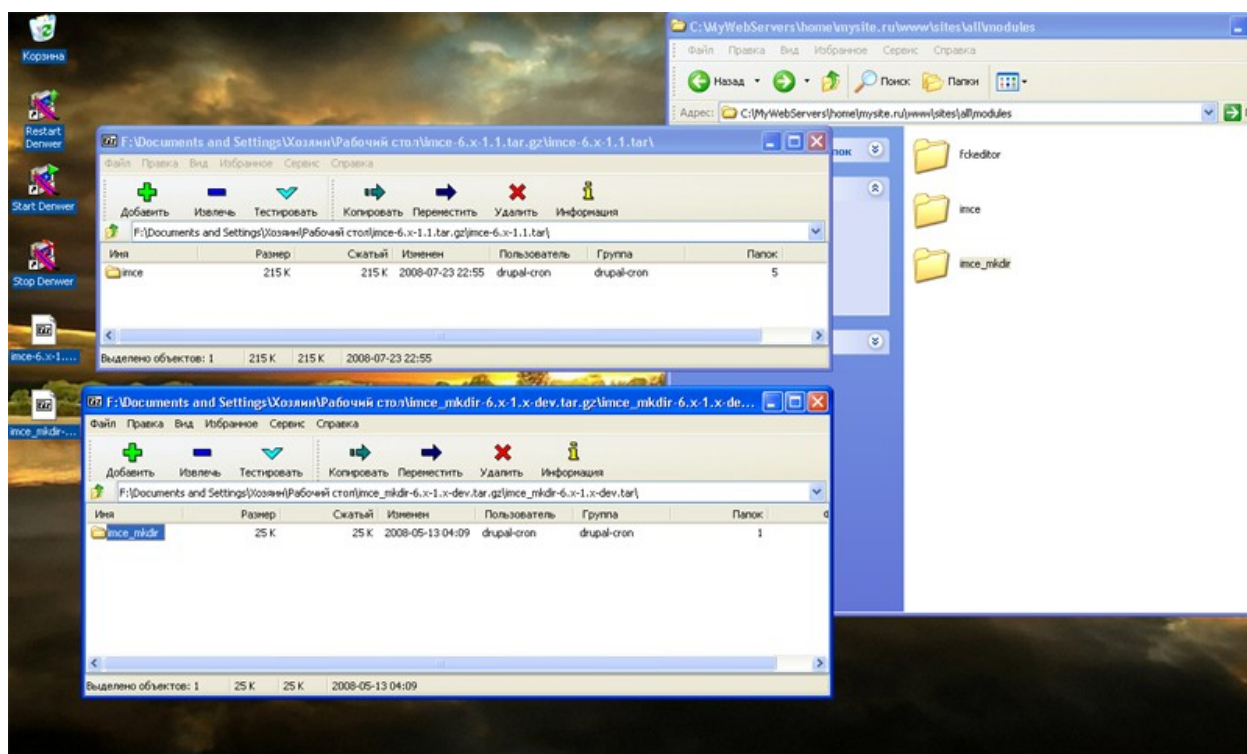 Корзина
Restart
Denwer
Start Denwer
Stop Denwer
imce-6.x-1....
imce_mkdir-...
F:\Documents and Settings\Хозяин\Рабочий стол\imce-6.x-1.1.tar.gz\imce-6.x-1.1.tar\
Файл Правка Вид Избранное Сервис Справка
Добавить Извлечь Тестировать Копировать Переместить Удалить Информация
F:\Documents and Settings\Хозяин\Рабочий стол\imce-6.x-1.1.tar.gz\imce-6.x-1.1.tar\
Имя Размер Сжатый Изменен Пользователь Группа Папок
imce 215 K 215 K 2008-07-23 22:55 drupal-cron drupal-cron 5
Выделено объектов: 1 215 K 215 K 2008-07-23 22:55
F:\Documents and Settings\Хозяин\Рабочий стол\imce_mkdir-6.x-1.x-dev.tar.gz\imce_mkdir-6.x-1.x-de...
Файл Правка Вид Избранное Сервис Справка
Добавить Извлечь Тестировать Копировать Переместить Удалить Информация
F:\Documents and Settings\Хозяин\Рабочий стол\imce_mkdir-6.x-1.x-dev.tar.gz\imce_mkdir-6.x-1.x-dev.tar\
Имя Размер Сжатый Изменен Пользователь Группа Папок
imce_mkdir 25 K 25 K 2008-05-13 04:09 drupal-cron drupal-cron 1
Выделено объектов: 1 25 K 25 K 2008-05-13 04:09
C:\MyWebServers\home\mysite.ru\www\sites\all\modules
Файл Правка Вид Избранное Сервис Справка
Назад Поиск Папки
Адрес: C:\MyWebServers\home\mysite.ru\www\sites\all\modules
fckeditor
imce
imce_mkdir